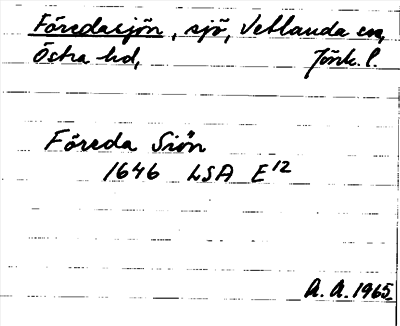 Föredasjön, sjö, Vetlanda sn,
Östra hd, Jönk. l.
Föreda Siön
1646 LSA E12
A. A. 1965